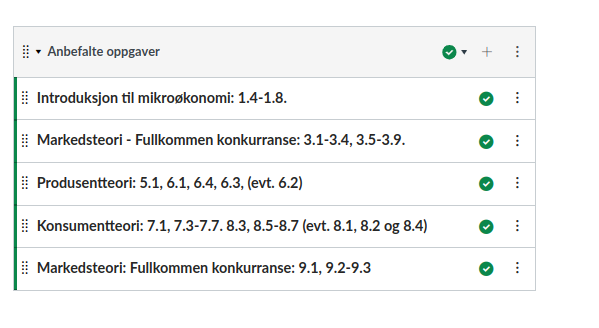 Anbefalte oppgaver
Introduksjon til mikroøkonomi: 1.4-1.8.
Markedsteori - Fullkommen konkurranse: 3.1-3.4, 3.5-3.9.
Produsentteori: 5.1, 6.1, 6.4, 6.3, (evt. 6.2)
Konsumentteori: 7.1, 7.3-7.7. 8.3, 8.5-8.7 (evt. 8.1, 8.2 og 8.4)
Markedsteori: Fullkommen konkurranse: 9.1, 9.2-9.3